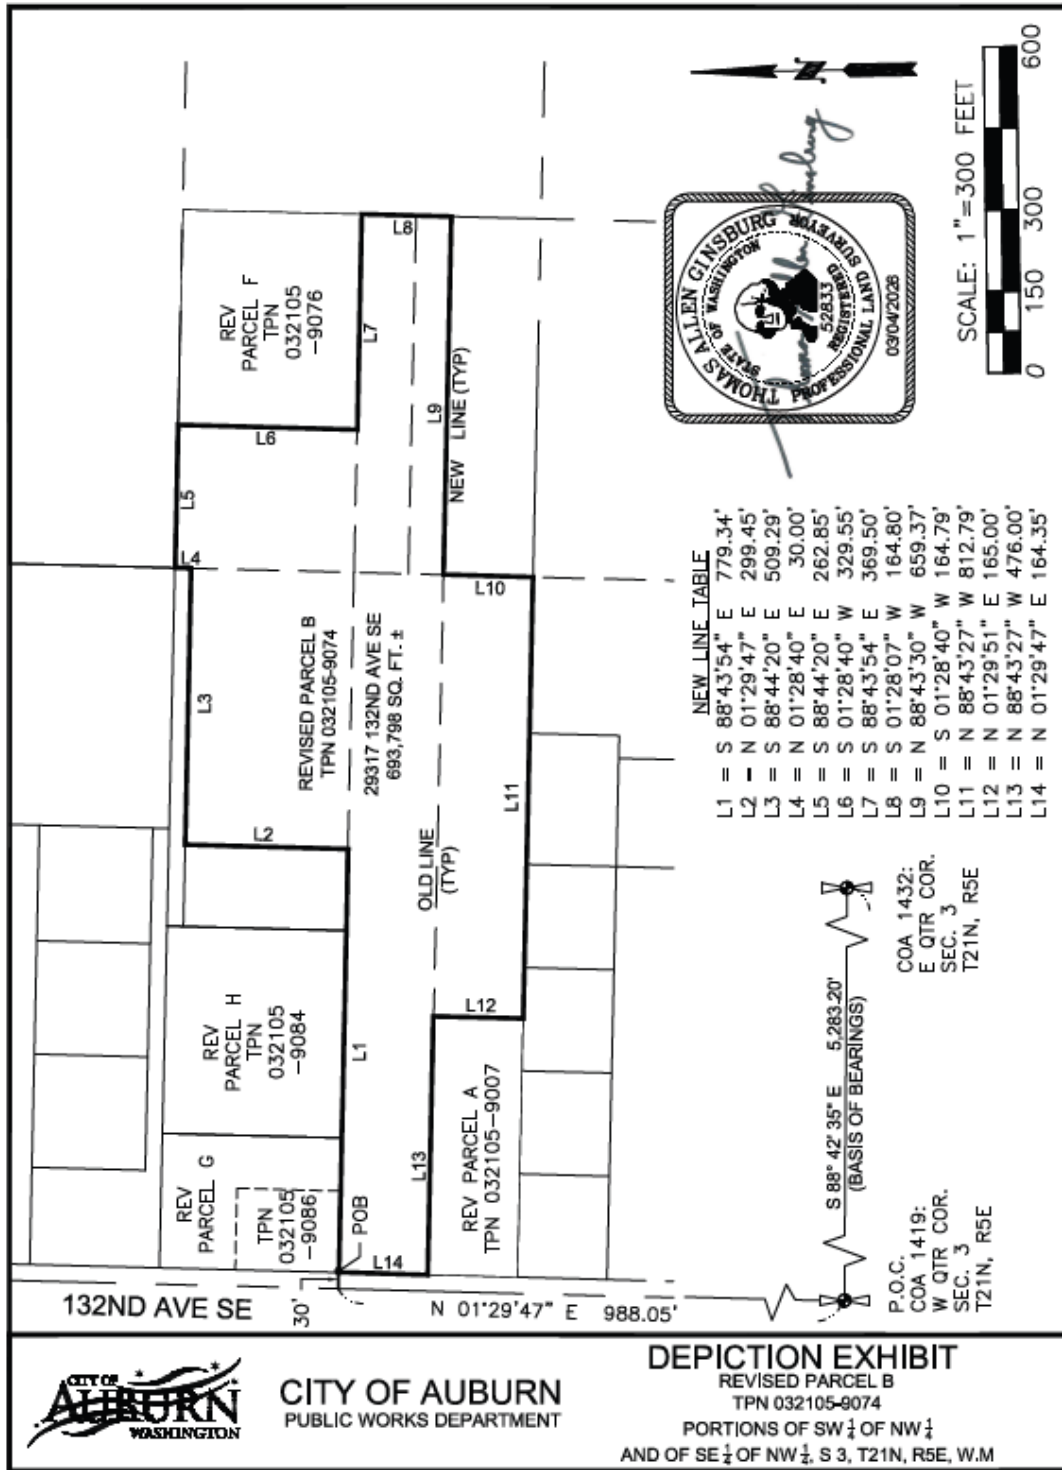 132ND AVE SE
30'
N 01°29'47" E 988.05'
POB
REV
PARCEL G
TPN
032105
-9086
REV
PARCEL H
TPN
032105
-9084
REV
PARCEL F
TPN
032105
-9076
REV PARCEL A
TPN 032105-9007
REVISED PARCEL B
TPN 032105-9074
29317 132ND AVE SE
693,798 SQ. FT. ±
OLD LINE
(TYP)
NEW LINE (TYP)
L1
L2
L3
L4
L5
L6
L7
L8
L9
L10
L11
L12
L13
L14
NEW LINE TABLE
L1 = S 88°43'54" E 779.34'
L2 = N 01°29'47" E 299.45'
L3 = S 88°44'20" E 509.29'
L4 = N 01°28'40" E 30.00'
L5 = S 88°44'20" E 262.85'
L6 = S 01°28'40" W 329.55'
L7 = S 88°43'54" E 369.50'
L8 = S 01°28'07" W 164.80'
L9 = N 88°43'30" W 659.37'
L10 = S 01°28'40" W 164.79'
L11 = N 88°43'27" W 812.79'
L12 = N 01°29'51" E 165.00'
L13 = N 88°43'27" W 476.00'
L14 = N 01°29'47" E 164.35'
P.O.C.
COA 1419:
W QTR COR.
SEC. 3
T21N, R5E
S 88° 42' 35" E 5,283.20'
(BASIS OF BEARINGS)
COA 1432:
E QTR COR.
SEC. 3
T21N, R5E
N
THOMAS ALLEN GINSBURG
STATE OF WASHINGTON
52833
REGISTERED
PROFESSIONAL LAND SURVEYOR
03/04/2026
Thomas Allen Ginsburg
SCALE: 1"=300 FEET
0 150 300 600
CITY OF
AUBURN
WASHINGTON
CITY OF AUBURN
PUBLIC WORKS DEPARTMENT
DEPICTION EXHIBIT
REVISED PARCEL B
TPN 032105-9074
PORTIONS OF SW 1/4 OF NW 1/4
AND OF SE 1/4 OF NW 1/4, S 3, T21N, R5E, W.M